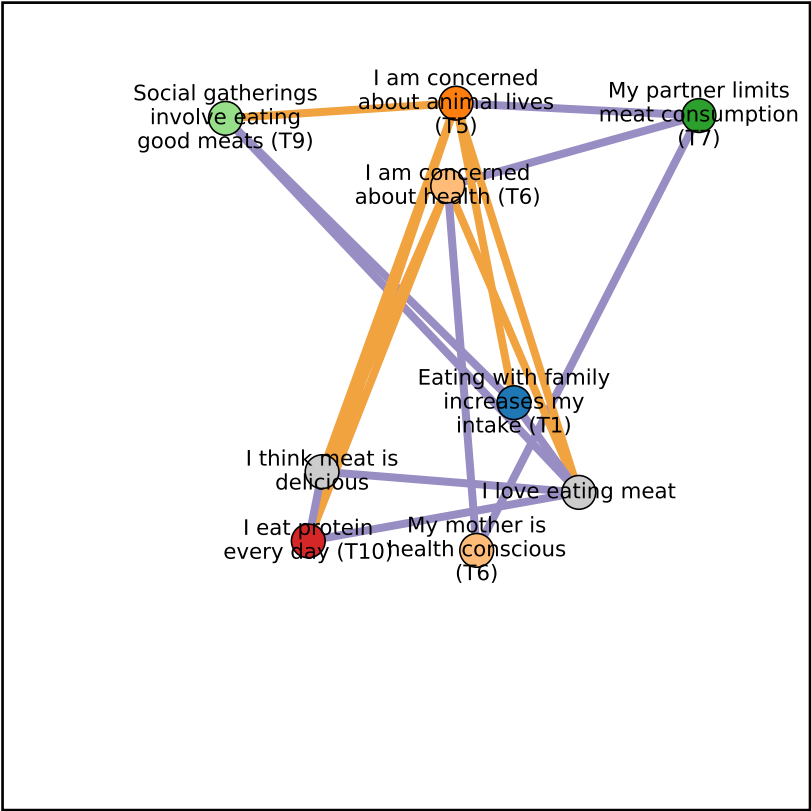 Social gatherings
involve eating
good meats (T9)
I am concerned
about animal lives
(T5)
My partner limits
meat consumption
(T7)
I am concerned
about health (T6)
Eating with family
increases my
intake (T1)
I think meat is
delicious
I love eating meat
I eat protein
every day (T10)
My mother is
health conscious
(T6)